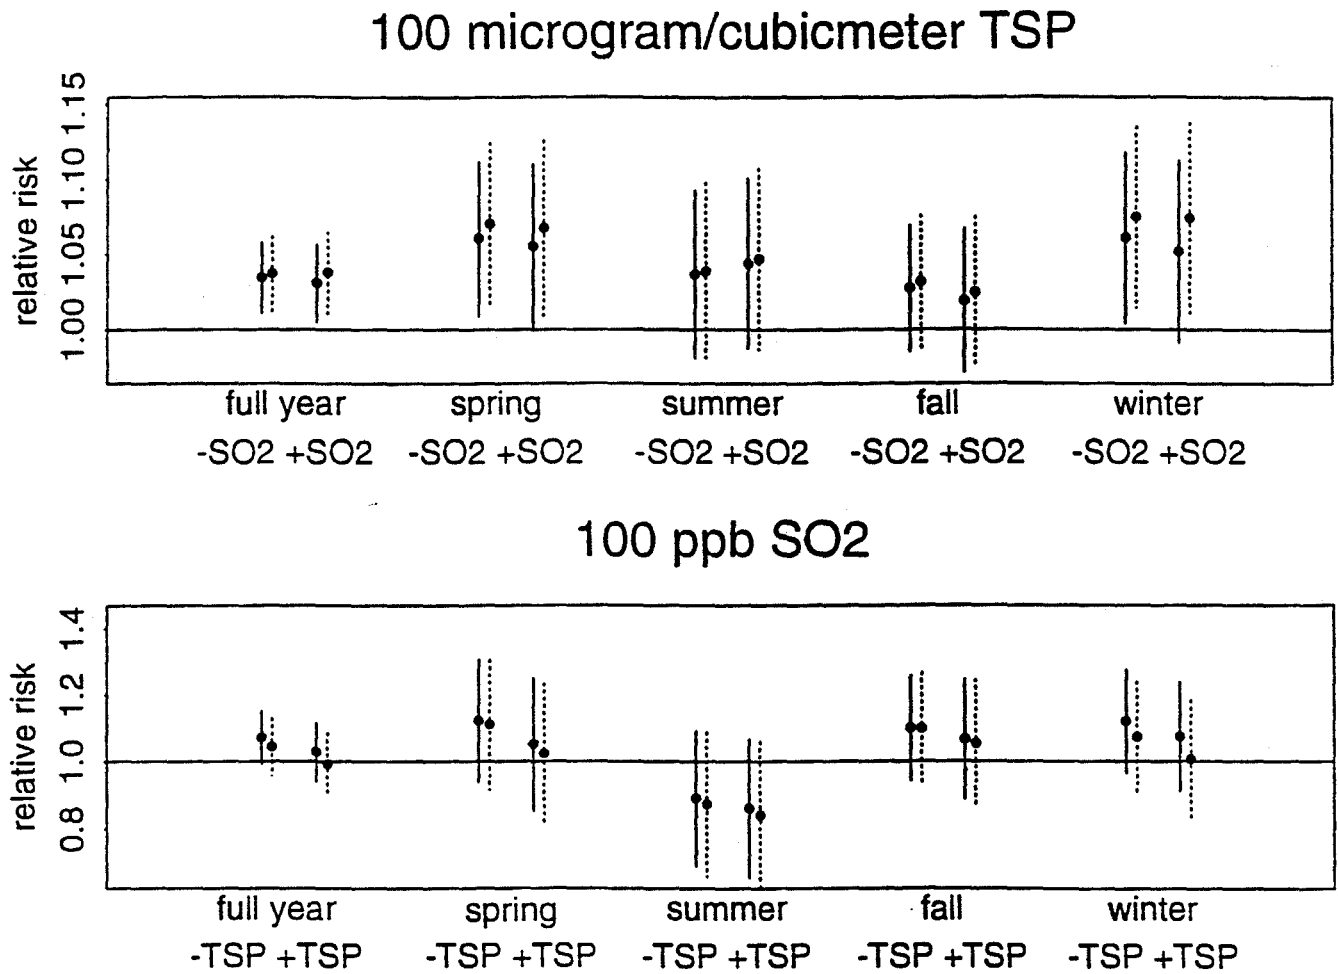 100 microgram/cubicmeter TSP
relative risk
1.15
1.10
1.05
1.00
full year spring summer fall winter
-SO2 +SO2 -SO2 +SO2 -SO2 +SO2 -SO2 +SO2 -SO2 +SO2
100 ppb SO2
relative risk
1.4
1.2
1.0
0.8
full year spring summer fall winter
-TSP +TSP -TSP +TSP -TSP +TSP -TSP +TSP -TSP +TSP